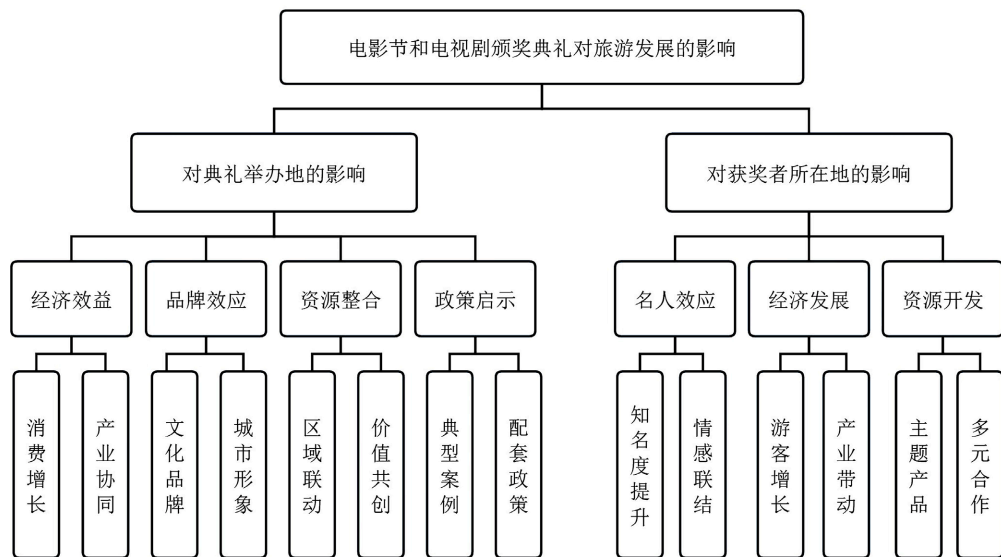 电影节和电视剧颁奖典礼对旅游发展的影响
对典礼举办地的影响
对获奖者所在地的影响
经济效益
品牌效应
资源整合
政策启示
名人效应
经济发展
资源开发
消费增长
产业协同
文化品牌
城市形象
区域联动
价值共创
典型案例
配套政策
知名度提升
情感联结
游客增长
产业带动
主题产品
多元合作